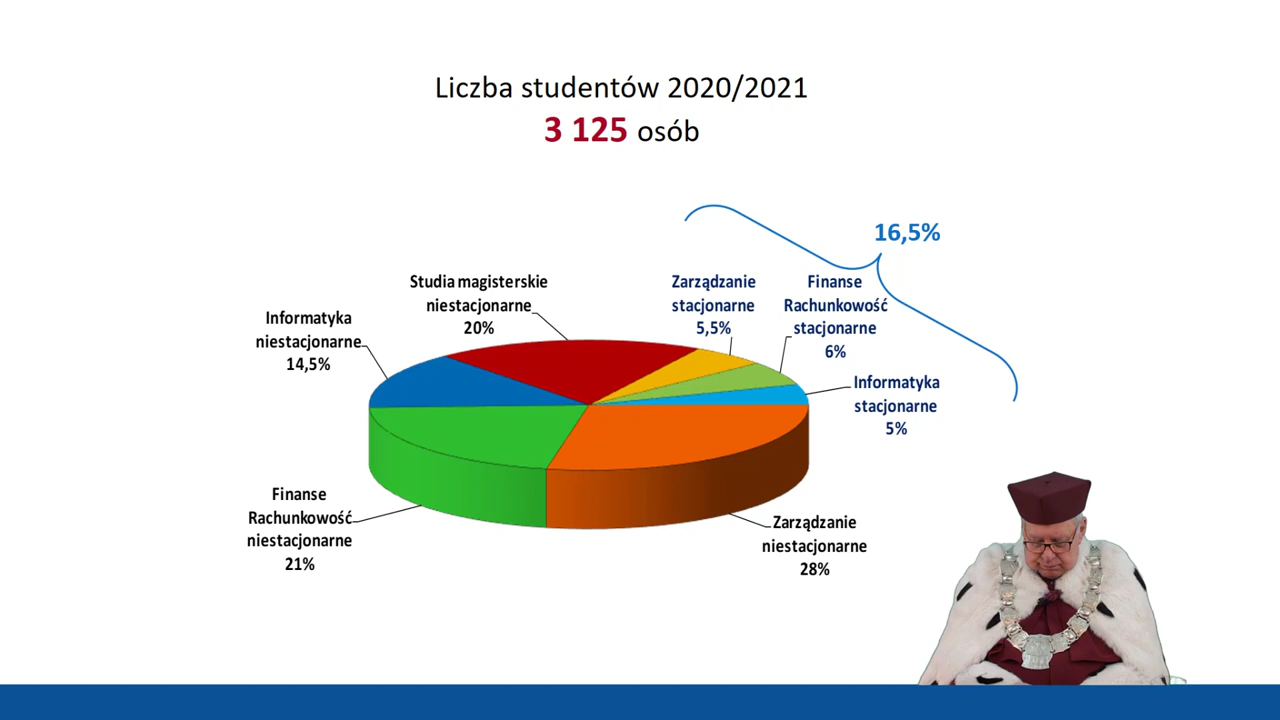 Liczba studentów 2020/2021
3 125 osób
16,5%
Studia magisterskie
niestacjonarne
20%
Zarządzanie
stacjonarne
5,5%
Finanse
Rachunkowość
stacjonarne
6%
Informatyka
niestacjonarne
14,5%
Informatyka
stacjonarne
5%
Finanse
Rachunkowość
niestacjonarne
21%
Zarządzanie
niestacjonarne
28%